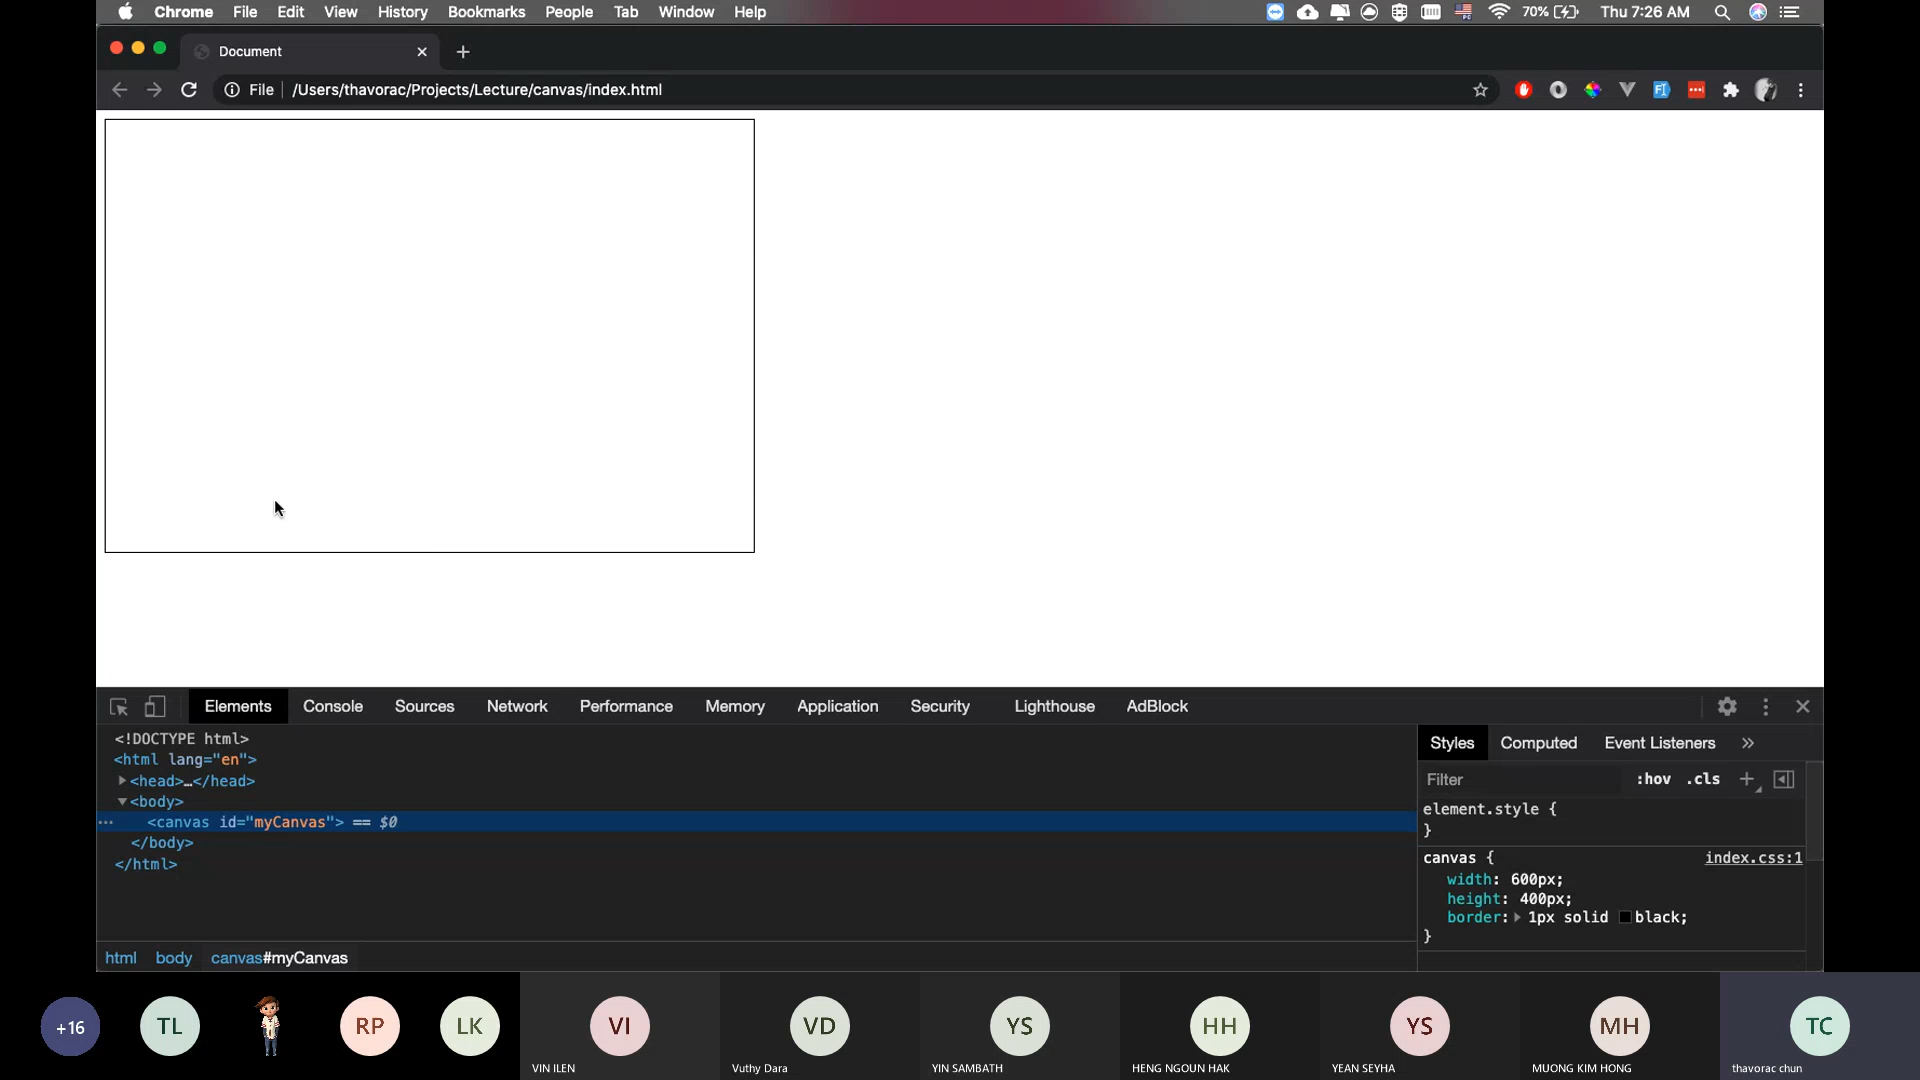 Chrome File Edit View History Bookmarks People Tab Window Help 70% Thu 7:26 AM
Document
File /Users/thavorac/Projects/Lecture/canvas/index.html
Elements Console Sources Network Performance Memory Application Security Lighthouse AdBlock
<!DOCTYPE html>
<html lang="en">
<head>…</head>
<body>
<canvas id="myCanvas"> == $0
</body>
</html>
html body canvas#myCanvas
Styles Computed Event Listeners »
Filter :hov .cls
element.style {
}
canvas { index.css:1
width: 600px;
height: 400px;
border: 1px solid black;
}
+16 TL RP LK VI VD YS HH YS MH TC
VIN ILEN Vuthy Dara YIN SAMBATH HENG NGOUN HAK YEAN SEYHA MUONG KIM HONG thavorac chun